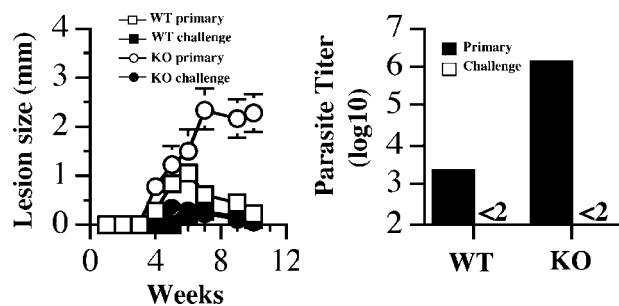 WT primary
WT challenge
KO primary
KO challenge
Lesion size (mm)
4
3
2
1
0
0
4
8
12
Weeks
Parasite Titer
(log10)
7
6
5
4
3
2
Primary
Challenge
<2
<2
WT
KO